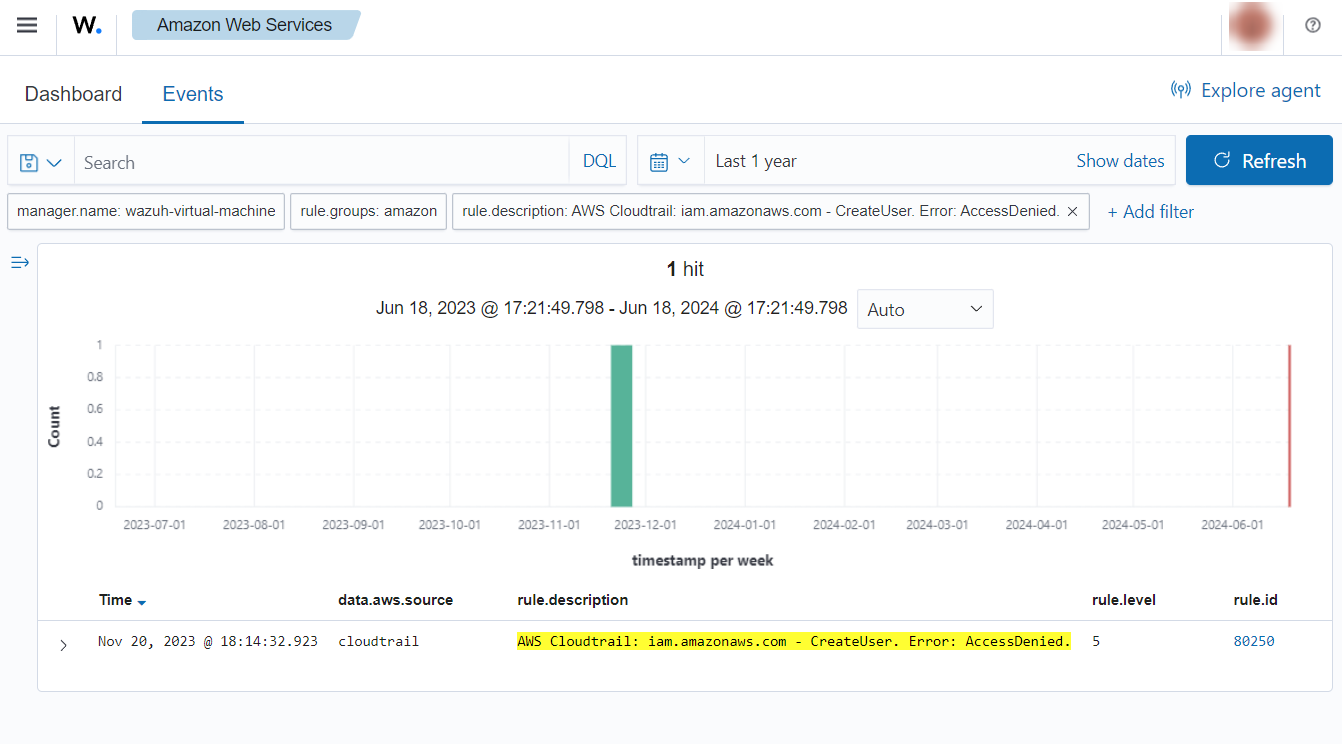 W. Amazon Web Services
Dashboard Events Explore agent
Search DQL Last 1 year Show dates Refresh
manager.name: wazuh-virtual-machine rule.groups: amazon rule.description: AWS Cloudtrail: iam.amazonaws.com - CreateUser. Error: AccessDenied. × + Add filter
1 hit
Jun 18, 2023 @ 17:21:49.798 - Jun 18, 2024 @ 17:21:49.798 Auto
1
0.8
0.6
0.4
0.2
0
Count
2023-07-01 2023-08-01 2023-09-01 2023-10-01 2023-11-01 2023-12-01 2024-01-01 2024-02-01 2024-03-01 2024-04-01 2024-05-01 2024-06-01
timestamp per week
Time data.aws.source rule.description rule.level rule.id
Nov 20, 2023 @ 18:14:32.923 cloudtrail AWS Cloudtrail: iam.amazonaws.com - CreateUser. Error: AccessDenied. 5 80250